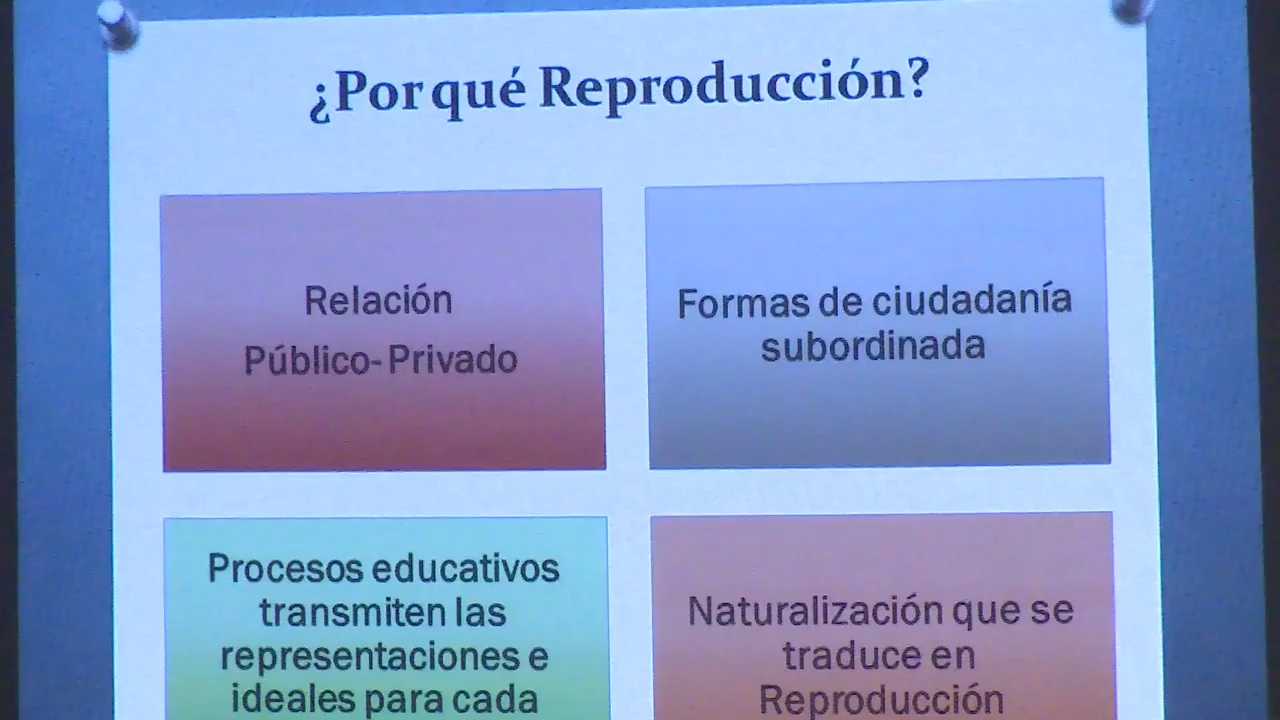 ¿Por qué Reproducción?
Relación
Público- Privado
Formas de ciudadanía
subordinada
Procesos educativos
transmiten las
representaciones e
ideales para cada
Naturalización que se
traduce en
Reproducción